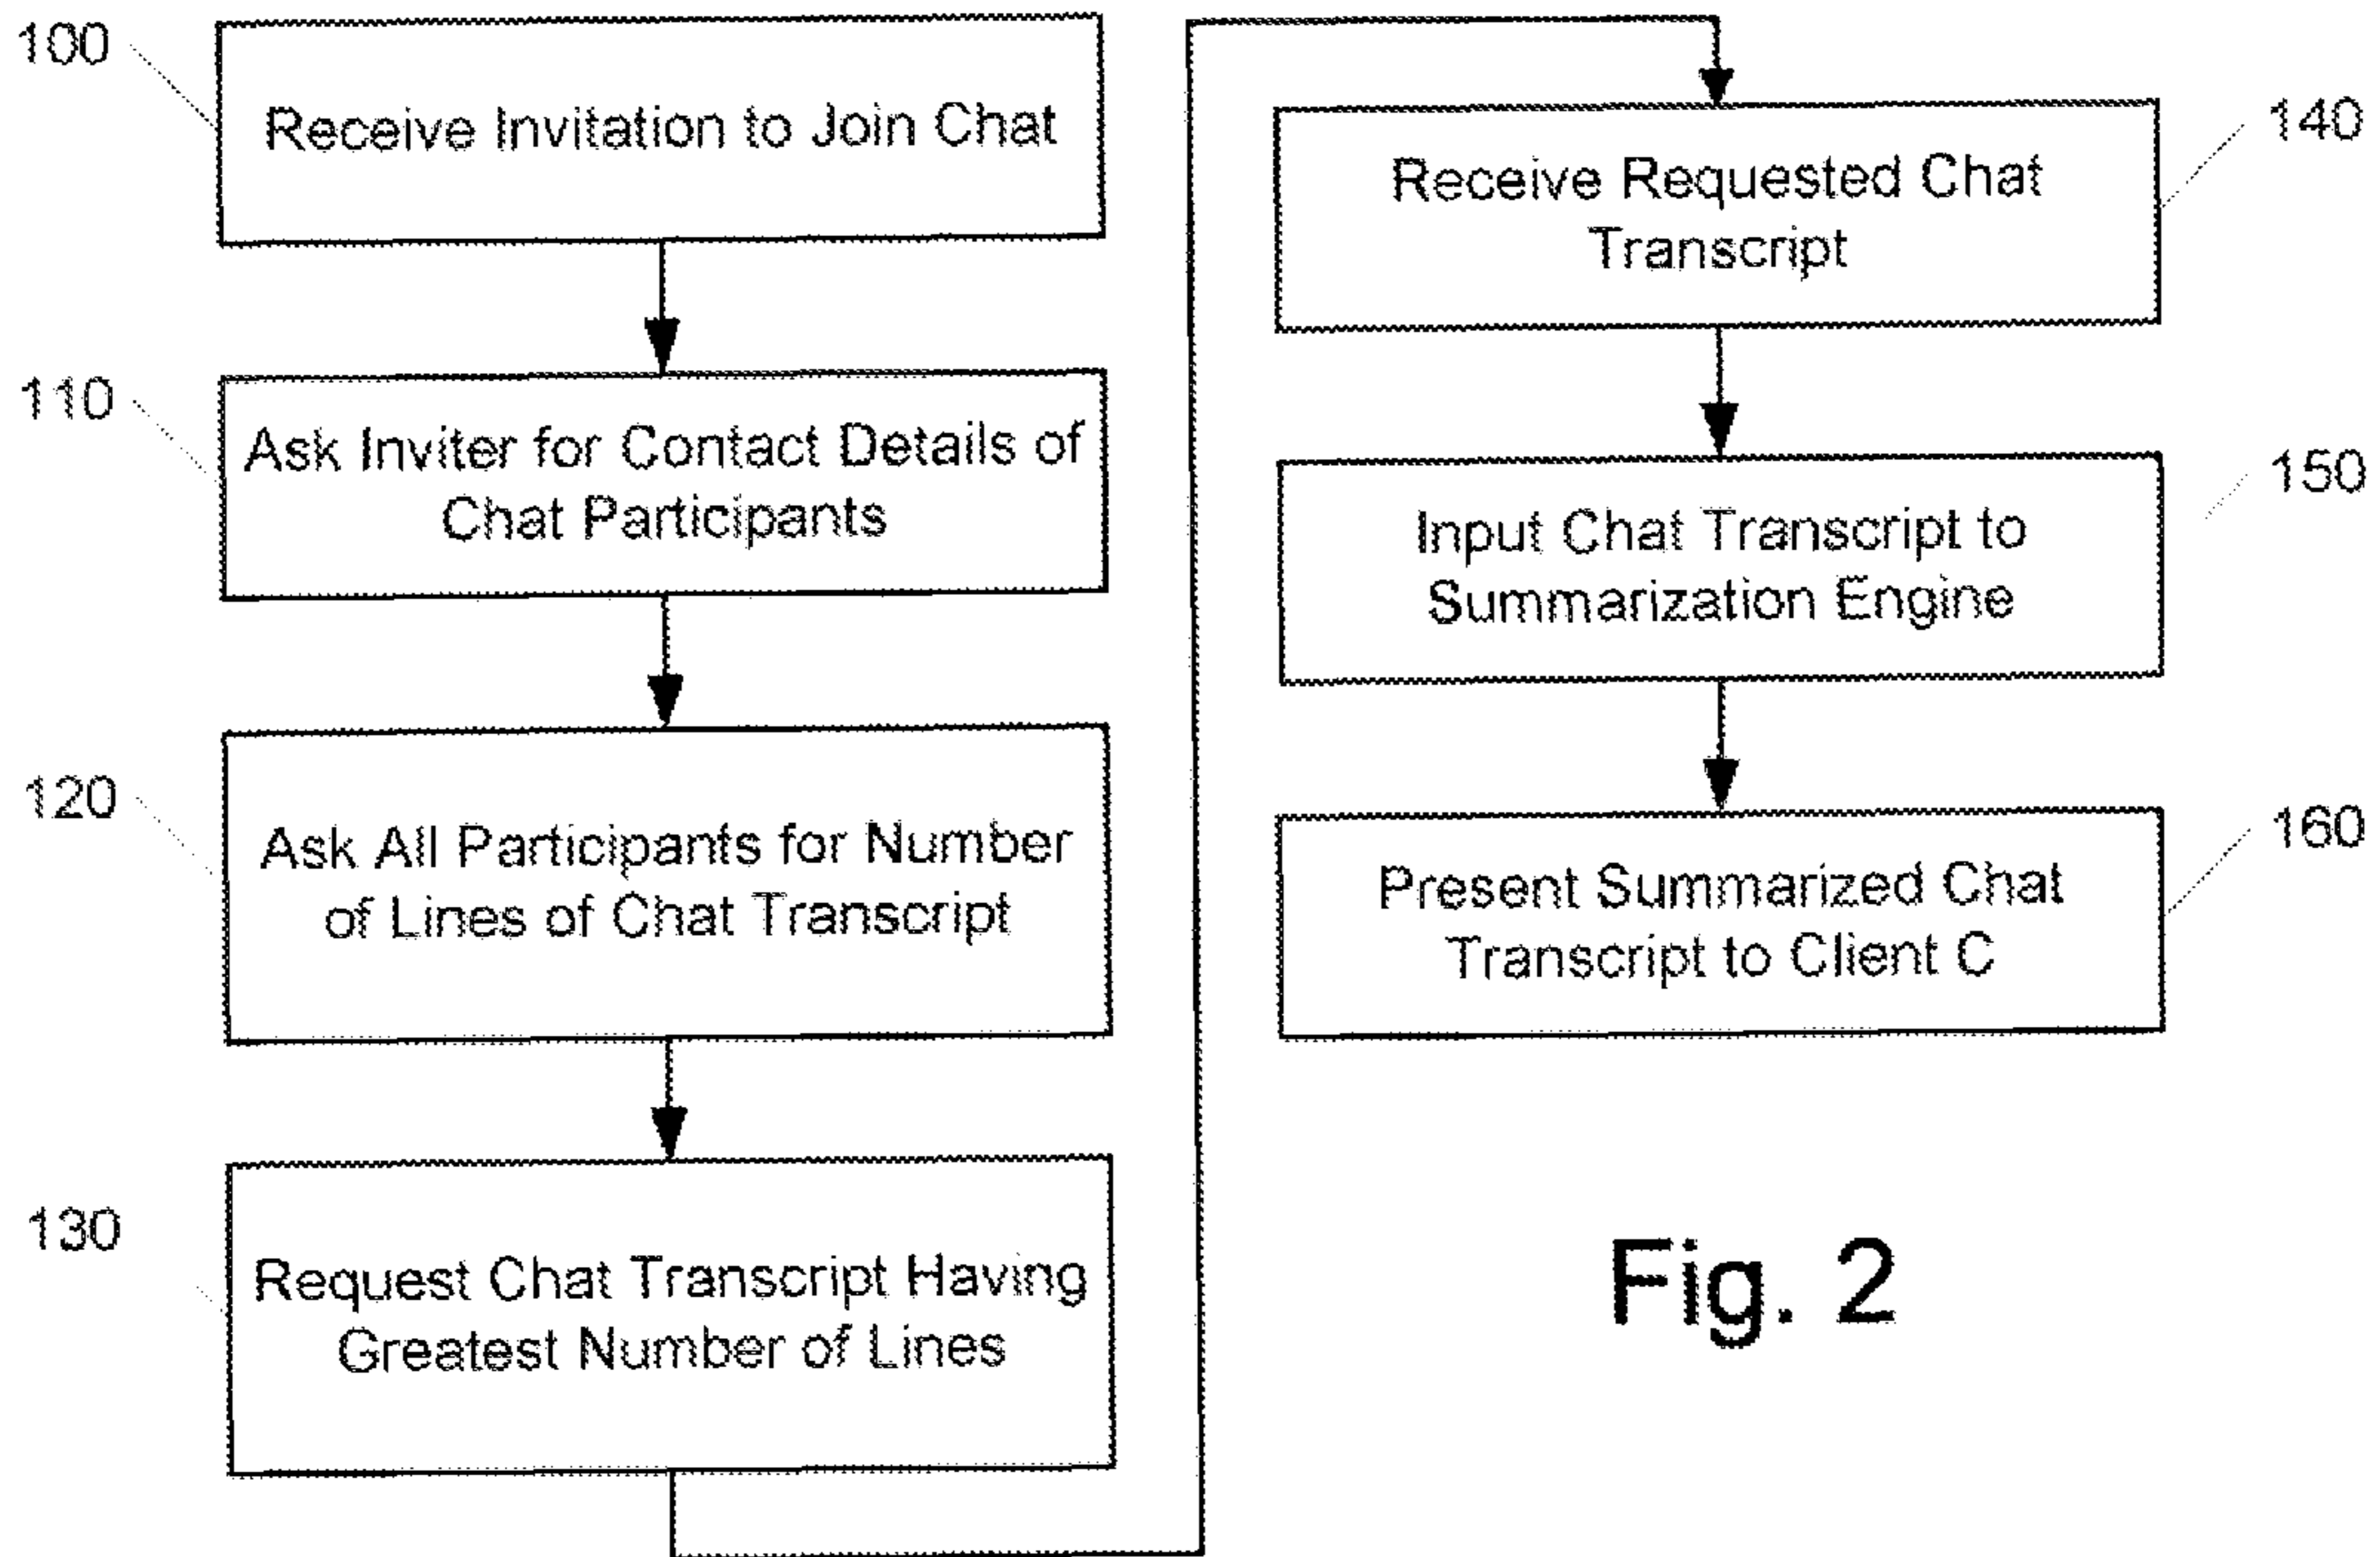 100
Receive Invitation to Join Chat
110
Ask Inviter for Contact Details of
Chat Participants
120
Ask All Participants for Number
of Lines of Chat Transcript
130
Request Chat Transcript Having
Greatest Number of Lines
140
Receive Requested Chat
Transcript
150
Input Chat Transcript to
Summarization Engine
160
Present Summarized Chat
Transcript to Client C
Fig. 2